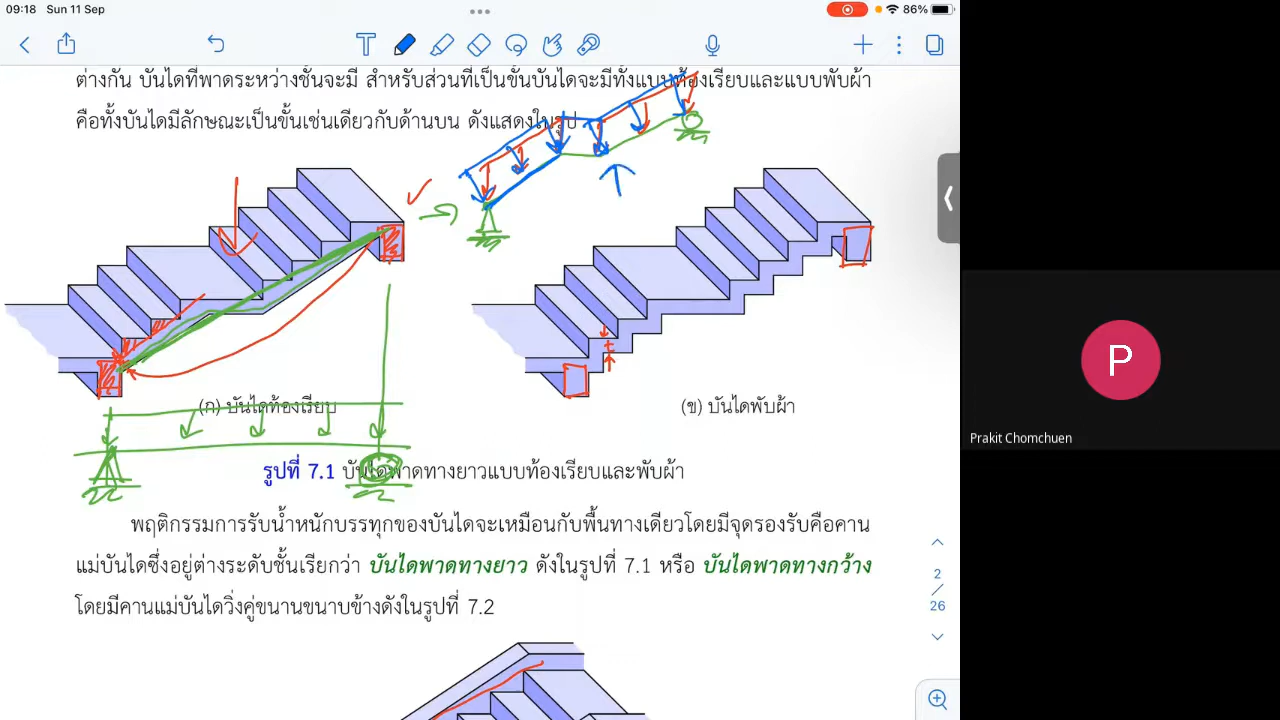 09:18 Sun 11 Sep
86%
ต่างกัน บันไดที่พาดระหว่างชั้นจะมี สำหรับส่วนที่เป็นขั้นบันไดจะมีทั้งแบบท้องเรียบและแบบพับผ้า
คือทั้งบันไดมีลักษณะเป็นขั้นเช่นเดียวกับด้านบน ดังแสดงในรูป
t
(ก) บันไดท้องเรียบ
(ข) บันไดพับผ้า
รูปที่ 7.1 บันไดพาดทางยาวแบบท้องเรียบและพับผ้า
พฤติกรรมการรับน้ำหนักบรรทุกของบันไดจะเหมือนกับพื้นทางเดียวโดยมีจุดรองรับคือคาน
แม่บันไดซึ่งอยู่ต่างระดับชั้นเรียกว่า บันไดพาดทางยาว ดังในรูปที่ 7.1 หรือ บันไดพาดทางกว้าง
โดยมีคานแม่บันไดวิ่งคู่ขนานขนาบข้างดังในรูปที่ 7.2
2
/
26
P
Prakit Chomchuen